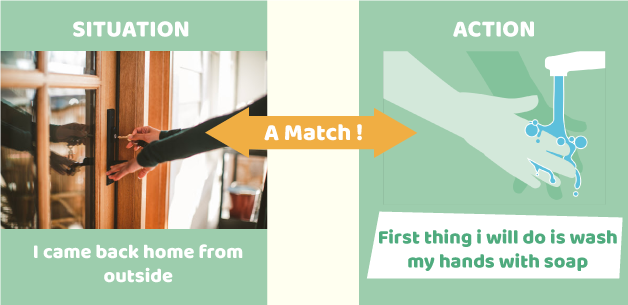 SITUATION
I came back home from
outside
A Match !
ACTION
First thing i will do is wash
my hands with soap